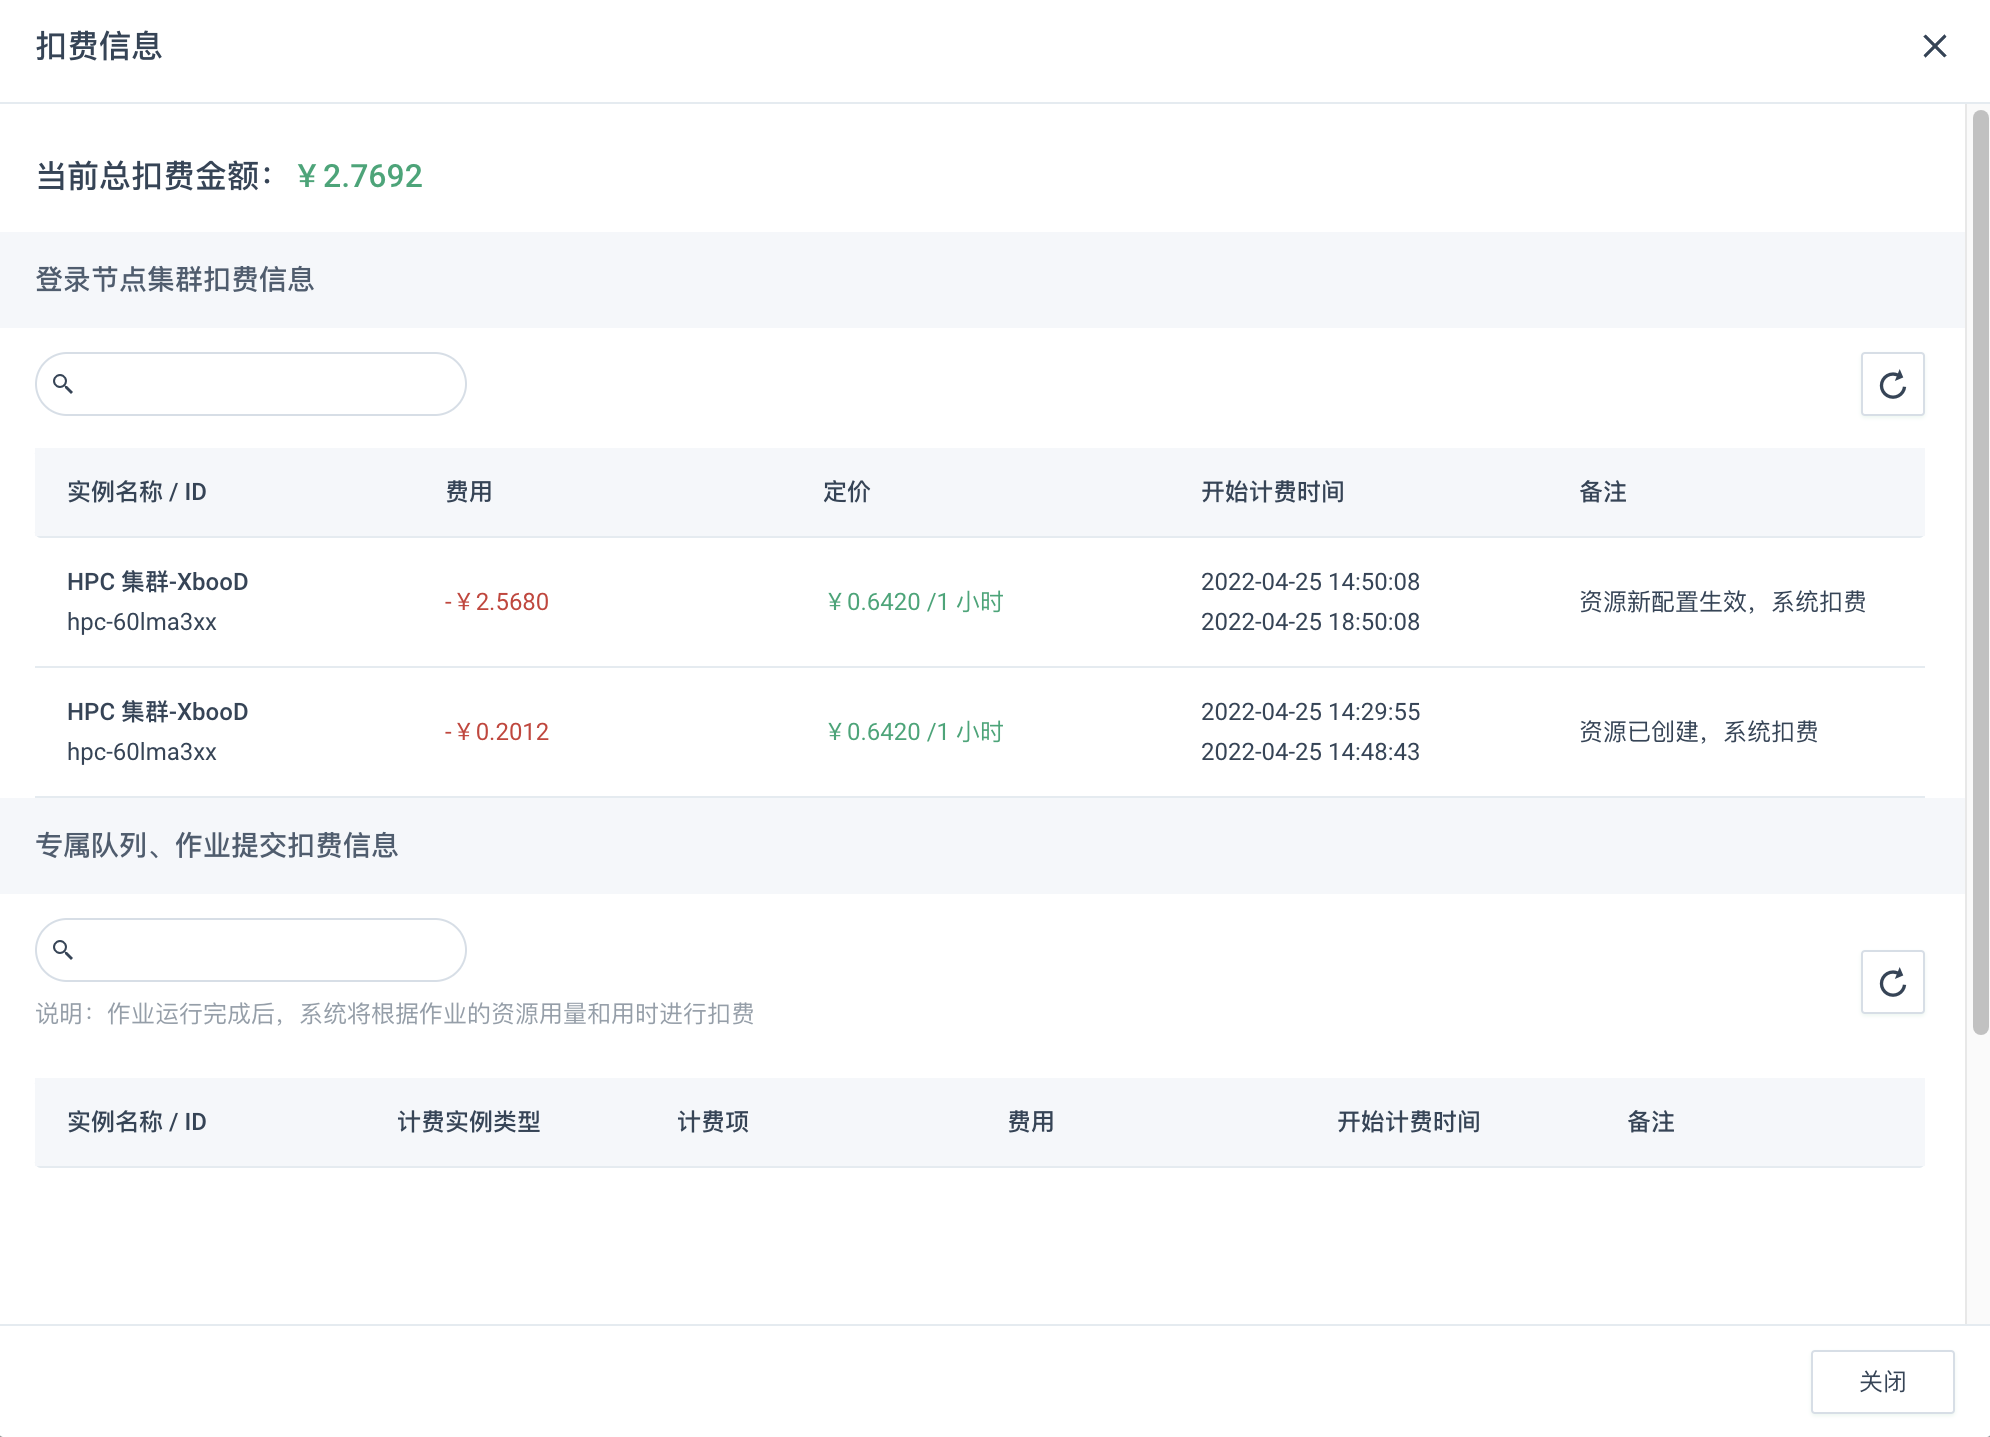 扣费信息
当前总扣费金额： ¥ 2.7692
登录节点集群扣费信息
实例名称 / ID 费用 定价 开始计费时间 备注
HPC 集群-XbooD
hpc-60lma3xx
- ¥ 2.5680
¥ 0.6420 /1 小时
2022-04-25 14:50:08
2022-04-25 18:50:08
资源新配置生效，系统扣费
HPC 集群-XbooD
hpc-60lma3xx
- ¥ 0.2012
¥ 0.6420 /1 小时
2022-04-25 14:29:55
2022-04-25 14:48:43
资源已创建，系统扣费
专属队列、作业提交扣费信息
说明：作业运行完成后，系统将根据作业的资源用量和用时进行扣费
实例名称 / ID 计费实例类型 计费项 费用 开始计费时间 备注
关闭